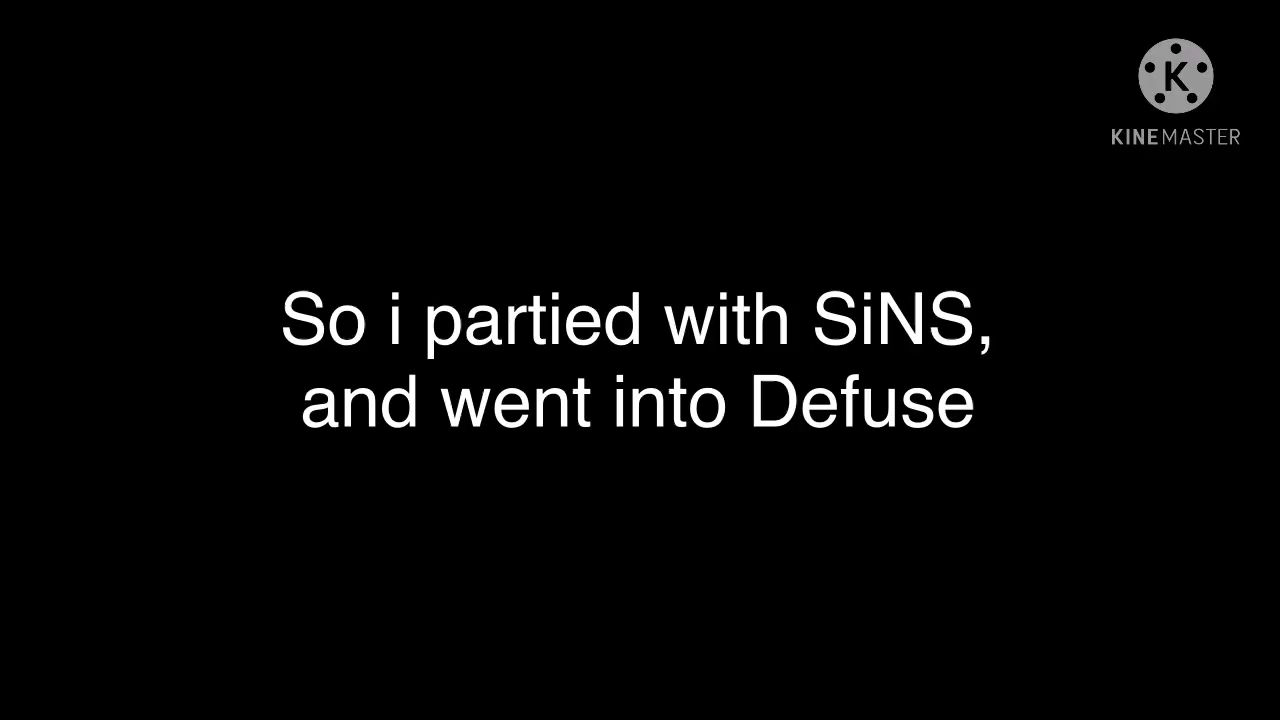 K
KINEMASTER
So i partied with SiNS,
and went into Defuse